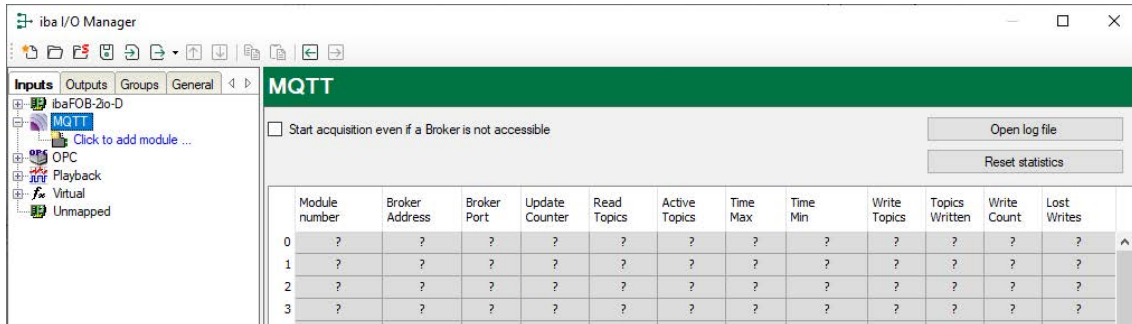 iba I/O Manager
Inputs Outputs Groups General
ibaFOB-2io-D
MQTT
Click to add module ...
OPC
Playback
Virtual
Unmapped
MQTT
Start acquisition even if a Broker is not accessible
Open log file
Reset statistics
Module number Broker Address Broker Port Update Counter Read Topics Active Topics Time Max Time Min Write Topics Topics Written Write Count Lost Writes
0 ? ? ? ? ? ? ? ? ? ? ? ?
1 ? ? ? ? ? ? ? ? ? ? ? ?
2 ? ? ? ? ? ? ? ? ? ? ? ?
3 ? ? ? ? ? ? ? ? ? ? ? ?